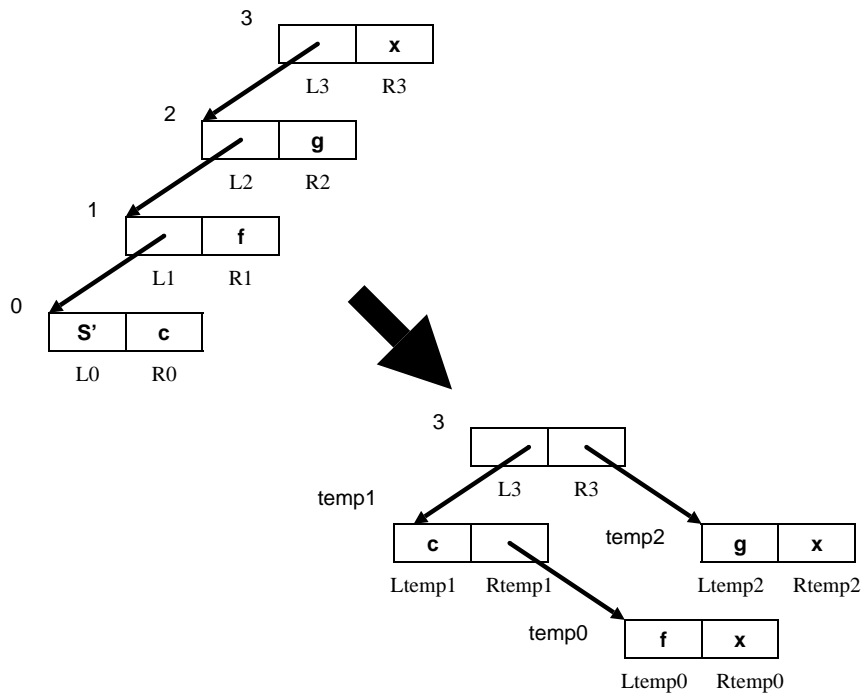 3
x
L3 R3
2
g
L2 R2
1
f
L1 R1
0
S’ c
L0 R0
3
L3 R3
temp1
c
temp2
g x
Ltemp1 Rtemp1
Ltemp2 Rtemp2
temp0
f x
Ltemp0 Rtemp0